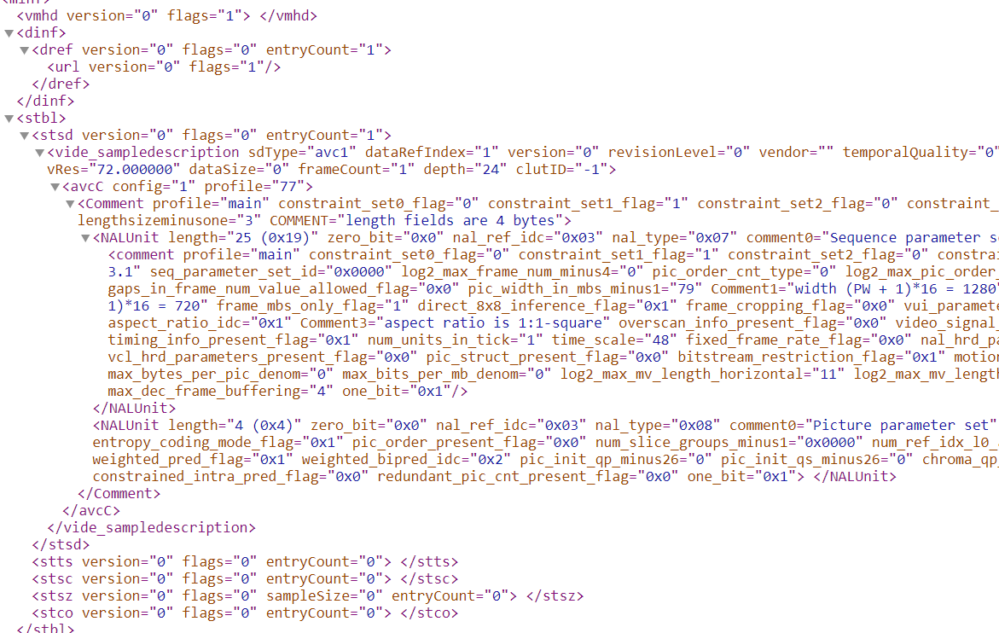 <minf>
<vmhd version="0" flags="1"> </vmhd>
▼<dinf>
▼<dref version="0" flags="0" entryCount="1">
<url version="0" flags="1"/>
</dref>
</dinf>
▼<stbl>
▼<stsd version="0" flags="0" entryCount="1">
▼<vide_sampledescription sdType="avc1" dataRefIndex="1" version="0" revisionLevel="0" vendor="" temporalQuality="0"
vRes="72.000000" dataSize="0" frameCount="1" depth="24" clutID="-1">
▼<avcC config="1" profile="77">
▼<Comment profile="main" constraint_set0_flag="0" constraint_set1_flag="1" constraint_set2_flag="0" constraint_
lengthsizeminusone="3" COMMENT="length fields are 4 bytes">
▼<NALUnit length="25 (0x19)" zero_bit="0x0" nal_ref_idc="0x03" nal_type="0x07" comment0="Sequence parameter s
<comment profile="main" constraint_set0_flag="0" constraint_set1_flag="1" constraint_set2_flag="0" constrai
3.1" seq_parameter_set_id="0x0000" log2_max_frame_num_minus4="0" pic_order_cnt_type="0" log2_max_pic_order_
gaps_in_frame_num_value_allowed_flag="0x0" pic_width_in_mbs_minus1="79" Comment1="width (PW + 1)*16 = 1280"
1)*16 = 720" frame_mbs_only_flag="1" direct_8x8_inference_flag="0x1" frame_cropping_flag="0x0" vui_paramete
aspect_ratio_idc="0x1" Comment3="aspect ratio is 1:1-square" overscan_info_present_flag="0x0" video_signal_
timing_info_present_flag="0x1" num_units_in_tick="1" time_scale="48" fixed_frame_rate_flag="0x0" nal_hrd_pa
vcl_hrd_parameters_present_flag="0x0" pic_struct_present_flag="0x0" bitstream_restriction_flag="0x1" motion
max_bytes_per_pic_denom="0" max_bits_per_mb_denom="0" log2_max_mv_length_horizontal="11" log2_max_mv_length
max_dec_frame_buffering="4" one_bit="0x1"/>
</NALUnit>
<NALUnit length="4 (0x4)" zero_bit="0x0" nal_ref_idc="0x03" nal_type="0x08" comment0="Picture parameter set"
entropy_coding_mode_flag="0x1" pic_order_present_flag="0x0" num_slice_groups_minus1="0x0000" num_ref_idx_l0_
weighted_pred_flag="0x1" weighted_bipred_idc="0x2" pic_init_qp_minus26="0" pic_init_qs_minus26="0" chroma_qp_
constrained_intra_pred_flag="0x0" redundant_pic_cnt_present_flag="0x0" one_bit="0x1"> </NALUnit>
</Comment>
</avcC>
</vide_sampledescription>
</stsd>
<stts version="0" flags="0" entryCount="0"> </stts>
<stsc version="0" flags="0" entryCount="0"> </stsc>
<stsz version="0" flags="0" sampleSize="0" entryCount="0"> </stsz>
<stco version="0" flags="0" entryCount="0"> </stco>
</stbl>